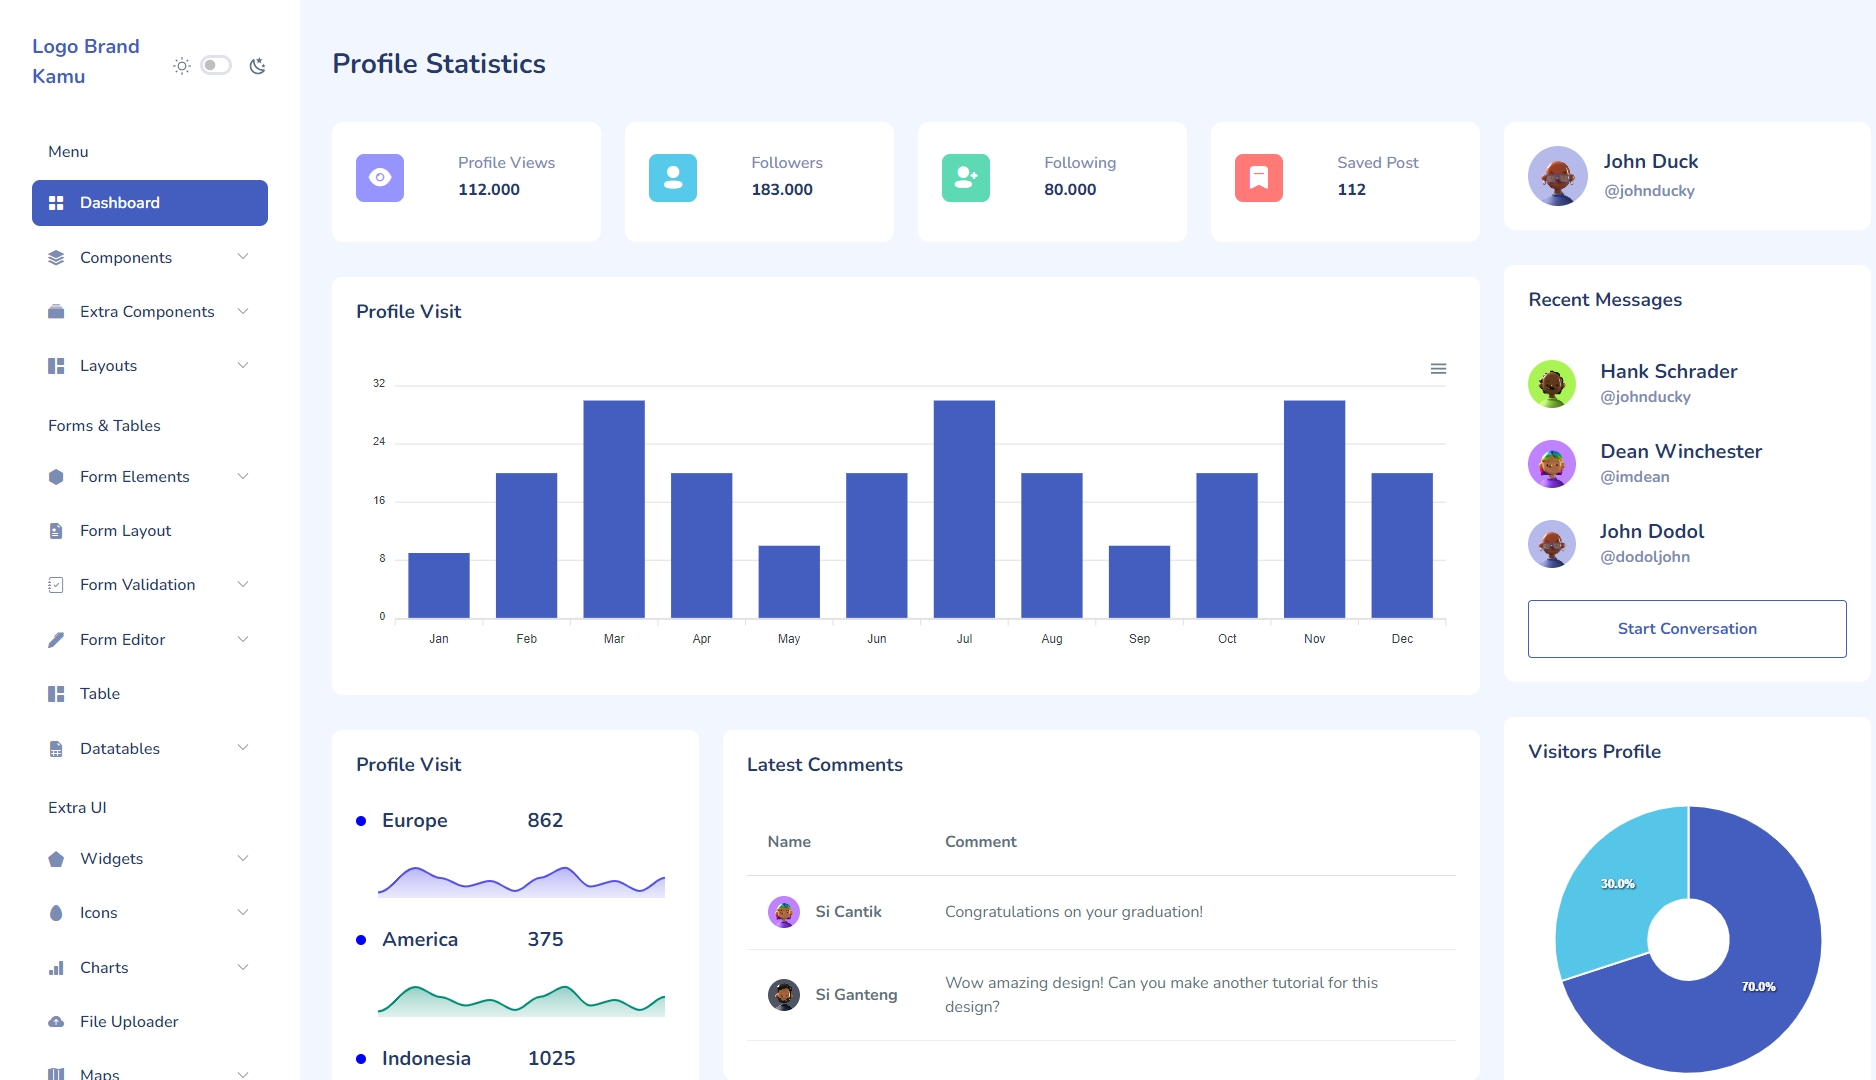 Logo Brand
Kamu
Menu
Dashboard
Components
Extra Components
Layouts
Forms & Tables
Form Elements
Form Layout
Form Validation
Form Editor
Table
Datatables
Extra UI
Widgets
Icons
Charts
File Uploader
Maps
Profile Statistics
Profile Views
112.000
Followers
183.000
Following
80.000
Saved Post
112
John Duck
@johnducky
Profile Visit
32
24
16
8
0
Jan Feb Mar Apr May Jun Jul Aug Sep Oct Nov Dec
Recent Messages
Hank Schrader
@johnducky
Dean Winchester
@imdean
John Dodol
@dodoljohn
Start Conversation
Profile Visit
Europe 862
America 375
Indonesia 1025
Latest Comments
Name Comment
Si Cantik Congratulations on your graduation!
Si Ganteng Wow amazing design! Can you make another tutorial for this
design?
Visitors Profile
30.0%
70.0%